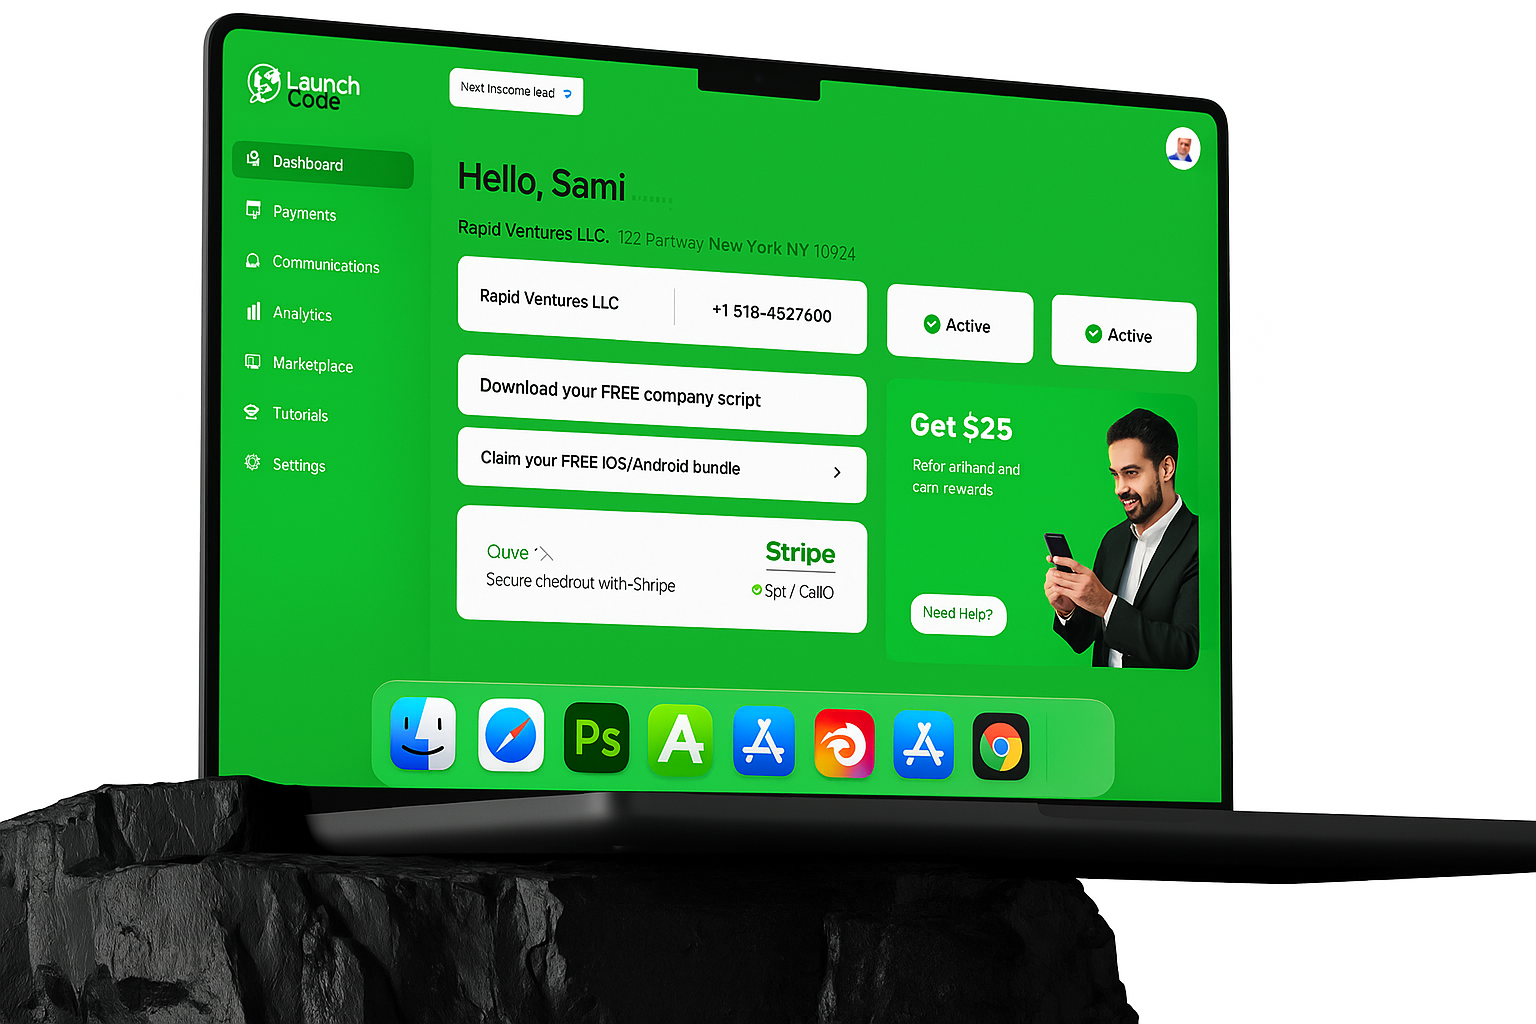 Launch
Code
Next Inscome lead
Dashboard
Payments
Communications
Analytics
Marketplace
Tutorials
Settings
Hello, Sami
Rapid Ventures LLC. 122 Partway New York NY 10924
Rapid Ventures LLC
+1 518-4527600
Active
Active
Download your FREE company script
Claim your FREE IOS/Android bundle
Quve
Secure chedrout with-Shripe
Stripe
Spt / CallO
Get $25
Refor arihand and
carn rewards
Need Help?
Ps
A